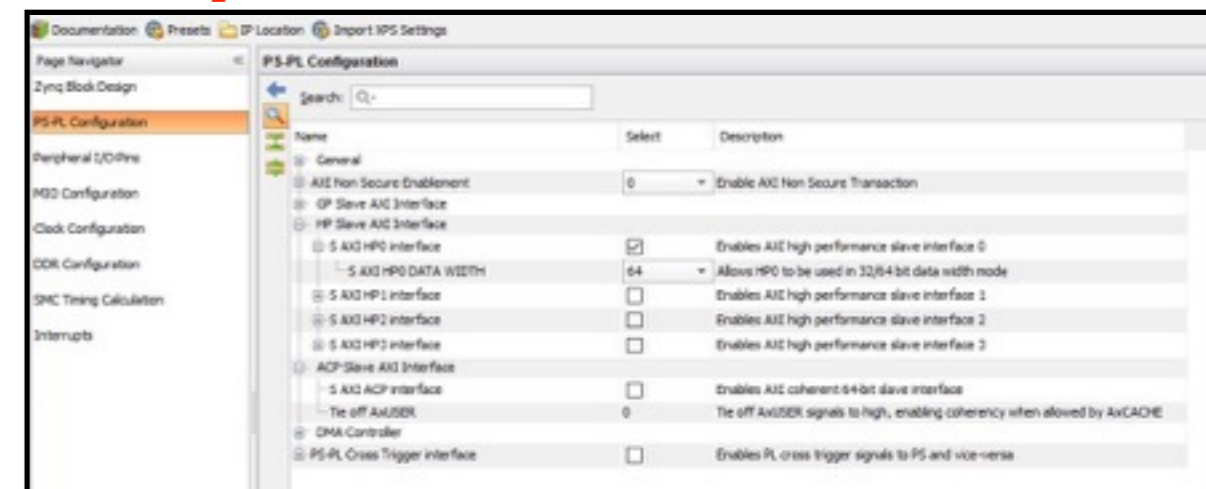 Documentation Presets IP Location Import XPS Settings
Page Navigator
PS-PL Configuration
Zynq Block Design
PS-PL Configuration
Peripheral I/O Pins
MIO Configuration
Clock Configuration
DDR Configuration
SMC Timing Calculation
Interrupts
Search:
Name Select Description
General
AXI Non Secure Enablement 0 Enable AXI Non Secure Transaction
GP Slave AXI Interface
HP Slave AXI Interface
S AXI HP0 interface Enables AXI high performance slave interface 0
S AXI HP0 DATA WIDTH 64 Allows HP0 to be used in 32/64 bit data width mode
S AXI HP1 interface Enables AXI high performance slave interface 1
S AXI HP2 interface Enables AXI high performance slave interface 2
S AXI HP3 interface Enables AXI high performance slave interface 3
ACP Slave AXI Interface
S AXI ACP interface Enables AXI coherent 64-bit slave interface
Tie off AxUSER 0 Tie off AxUSER signals to high, enabling coherency when allowed by AxCACHE
DMA Controller
PS-PL Cross Trigger interface Enables PL cross trigger signals to PS and vice-versa